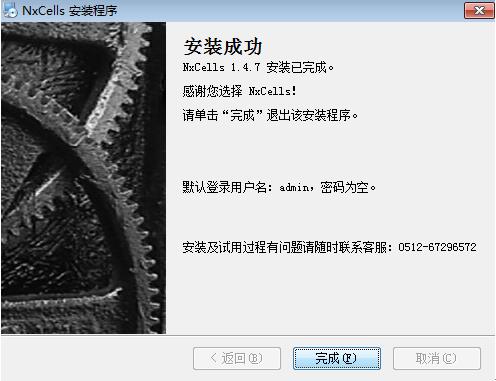 NxCells 安装程序
安装成功
NxCells 1.4.7 安装已完成。
感谢您选择 NxCells!
请单击“完成”退出该安装程序。
默认登录用户名：admin，密码为空。
安装及试用过程有问题请随时联系客服：0512-67296572
< 返回(B)
完成(F)
取消(C)